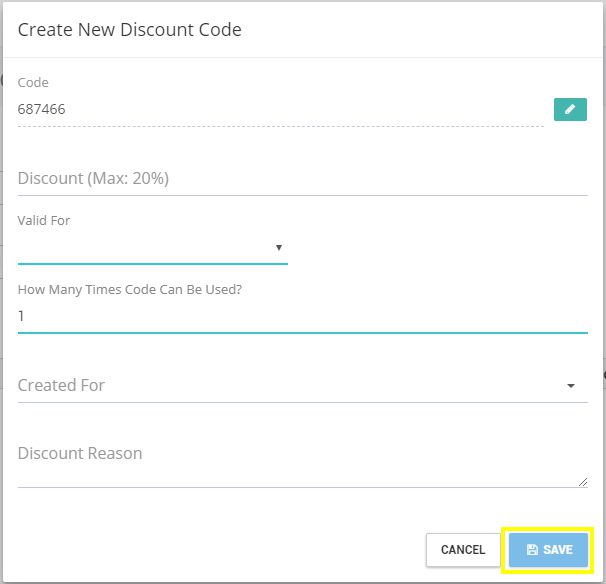 Create New Discount Code
Code
687466
Discount (Max: 20%)
Valid For
How Many Times Code Can Be Used?
1
Created For
Discount Reason
CANCEL SAVE